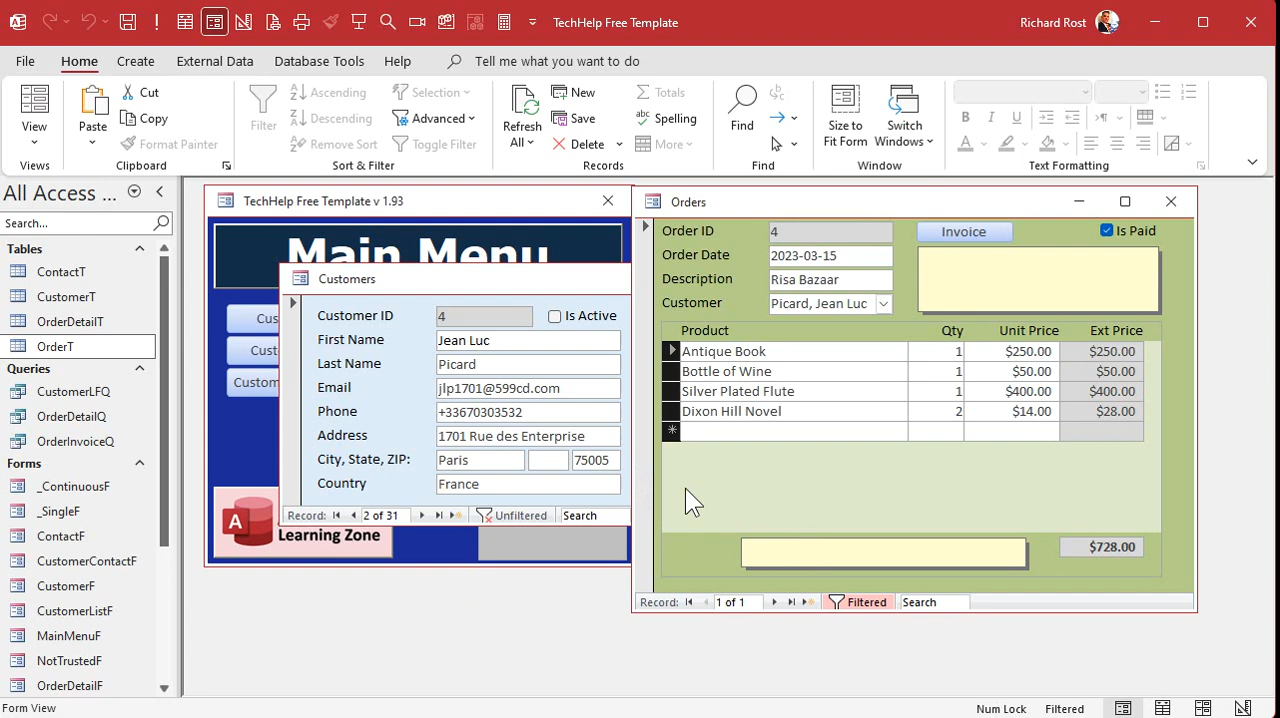 TechHelp Free Template
Richard Rost
File Home Create External Data Database Tools Help Tell me what you want to do
View
Views
Paste
Cut
Copy
Format Painter
Clipboard
Filter
Ascending
Descending
Remove Sort
Selection
Advanced
Toggle Filter
Sort & Filter
Refresh
All
New
Save
Delete
Totals
Spelling
More
Records
Find
Find
Size to
Fit Form
Switch
Windows
Window
B I U
A
Text Formatting
All Access ...
Search...
Tables
ContactT
CustomerT
OrderDetailT
OrderT
Queries
CustomerLFQ
OrderDetailQ
OrderInvoiceQ
Forms
_ContinuousF
_SingleF
ContactF
CustomerContactF
CustomerF
CustomerListF
MainMenuF
NotTrustedF
OrderDetailF
TechHelp Free Template v 1.93
Main Menu
Cus
Cust
Custom
A
Learning Zone
Customers
Customer ID 4 Is Active
First Name Jean Luc
Last Name Picard
Email jlp1701@599cd.com
Phone +33670303532
Address 1701 Rue des Enterprise
City, State, ZIP: Paris 75005
Country France
Record: 2 of 31 Unfiltered Search
Orders
Order ID 4 Invoice Is Paid
Order Date 2023-03-15
Description Risa Bazaar
Customer Picard, Jean Luc
Product Qty Unit Price Ext Price
Antique Book 1 $250.00 $250.00
Bottle of Wine 1 $50.00 $50.00
Silver Plated Flute 1 $400.00 $400.00
Dixon Hill Novel 2 $14.00 $28.00
$728.00
Record: 1 of 1 Filtered Search
Form View Num Lock Filtered